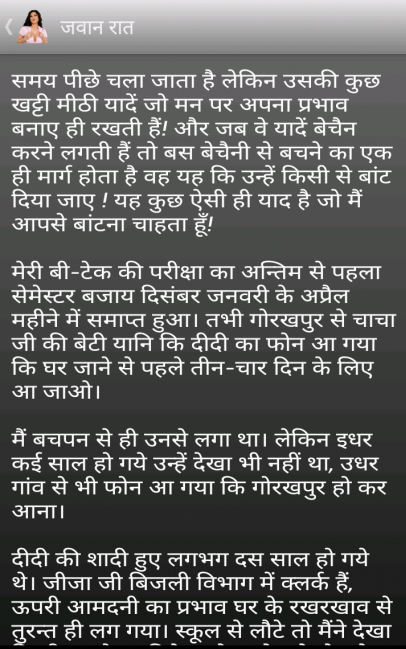 जवान रात
समय पीछे चला जाता है लेकिन उसकी कुछ
खट्टी मीठी यादें जो मन पर अपना प्रभाव
बनाए ही रखती हैं! और जब वे यादें बेचैन
करने लगती हैं तो बस बेचैनी से बचने का एक
ही मार्ग होता है वह यह कि उन्हें किसी से बांट
दिया जाए ! यह कुछ ऐसी ही याद है जो मैं
आपसे बांटना चाहता हूँ!
मेरी बी-टेक की परीक्षा का अन्तिम से पहला
सेमेस्टर बजाय दिसंबर जनवरी के अप्रैल
महीने में समाप्त हुआ। तभी गोरखपुर से चाचा
जी की बेटी यानि कि दीदी का फोन आ गया
कि घर जाने से पहले तीन-चार दिन के लिए
आ जाओ।
मैं बचपन से ही उनसे लगा था। लेकिन इधर
कई साल हो गये उन्हें देखा भी नहीं था, उधर
गांव से भी फोन आ गया कि गोरखपुर हो कर
आना।
दीदी की शादी हुए लगभग दस साल हो गये
थे। जीजा जी बिजली विभाग में क्लर्क हैं,
ऊपरी आमदनी का प्रभाव घर के रखरखाव से
तुरन्त ही लग गया। स्कूल से लौटे तो मैंने देखा